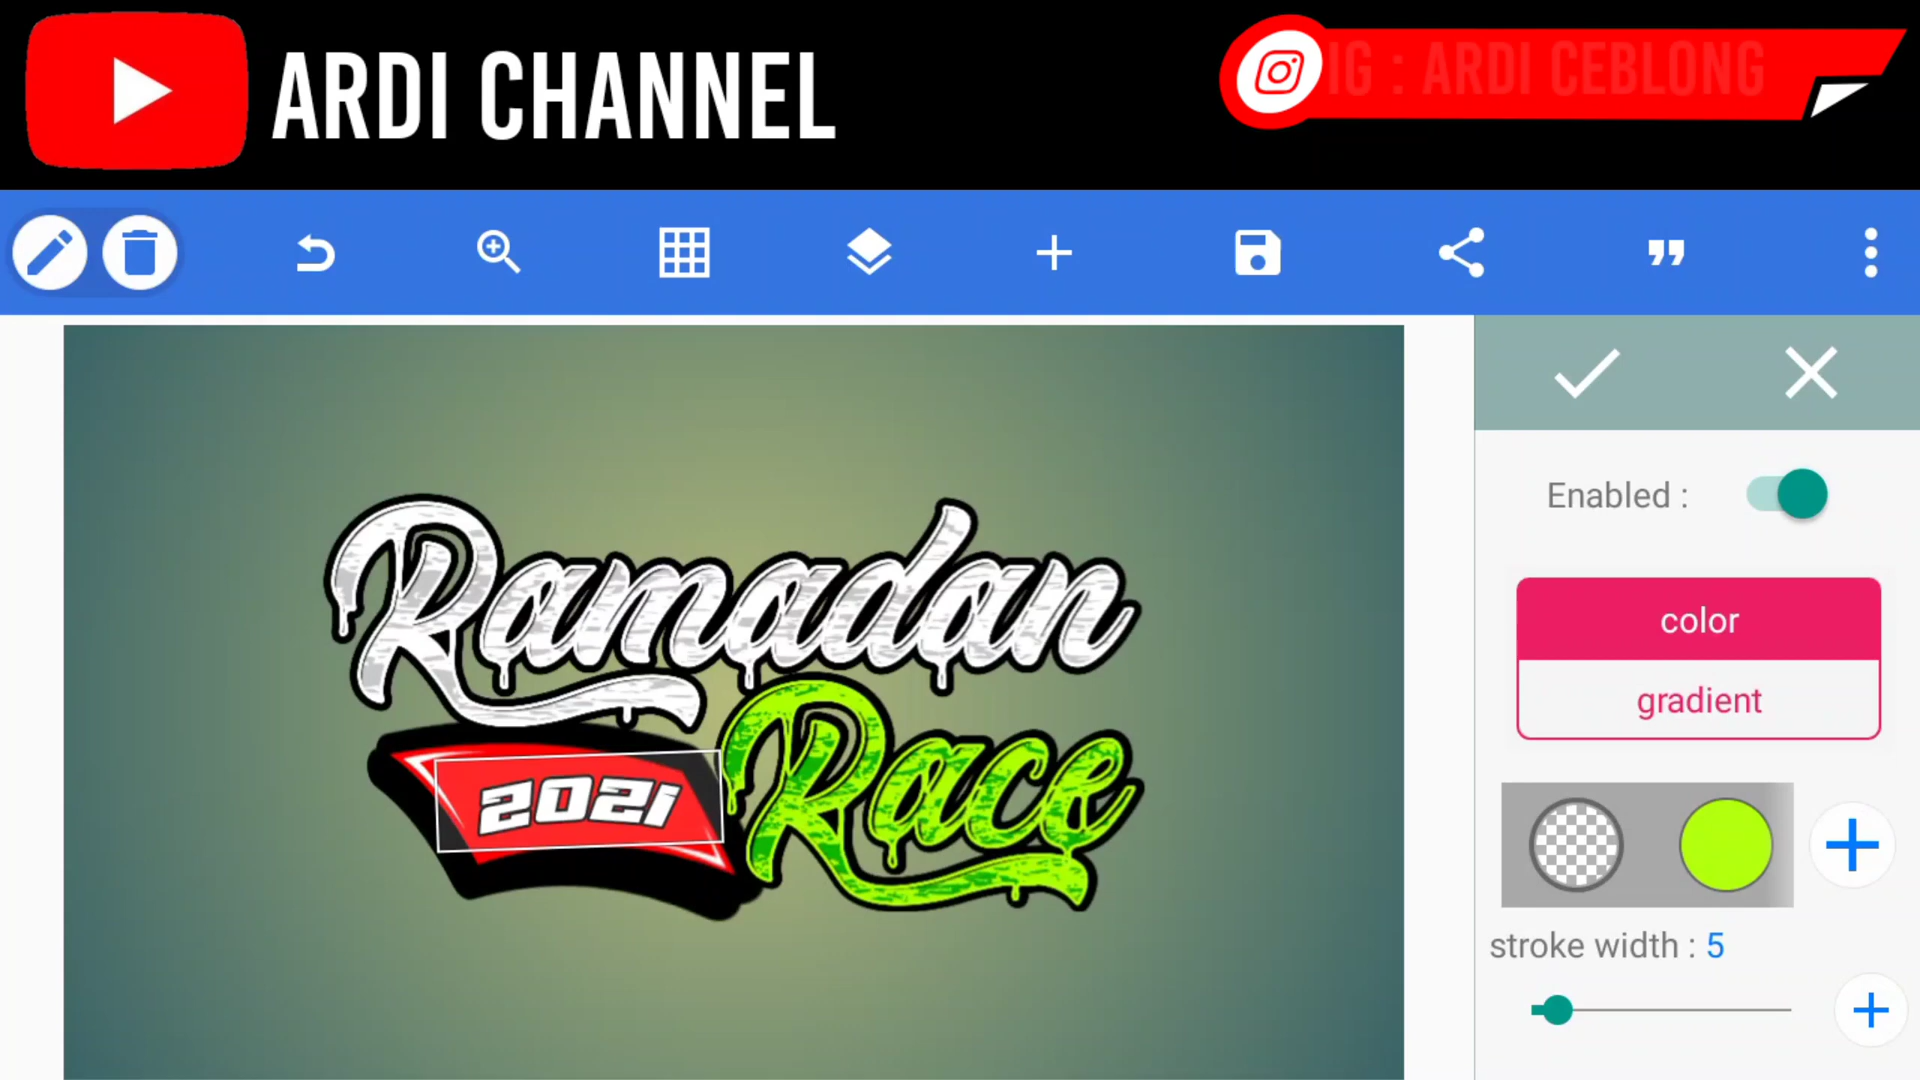 ARDI CHANNEL
IG : ARDI CEBLONG
Enabled :
color
gradient
stroke width : 5
Ramadan
Race
2021